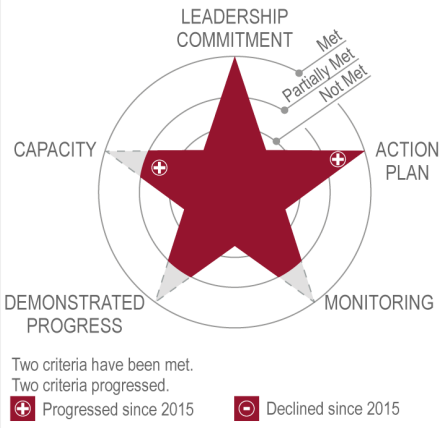 LEADERSHIP
COMMITMENT
Met
Partially Met
Not Met
CAPACITY
ACTION
PLAN
DEMONSTRATED
PROGRESS
MONITORING
Two criteria have been met.
Two criteria progressed.
Progressed since 2015
Declined since 2015